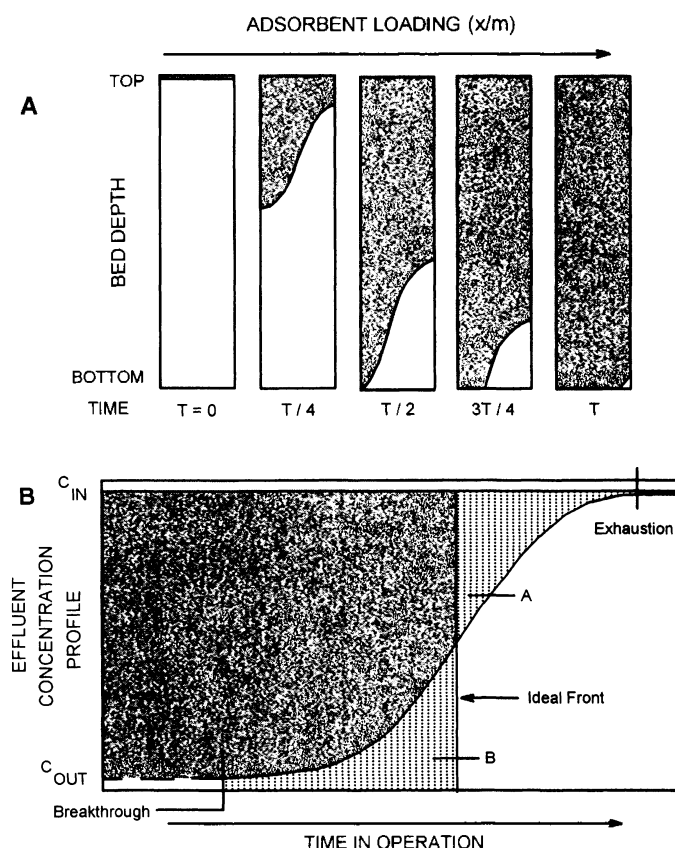 ADSORBENT LOADING (x/m)
A
TOP
BED DEPTH
BOTTOM
TIME
T = 0
T / 4
T / 2
3T / 4
T
B
C IN
Exhaustion
EFFLUENT
CONCENTRATION
PROFILE
A
Ideal Front
B
C OUT
Breakthrough
TIME IN OPERATION